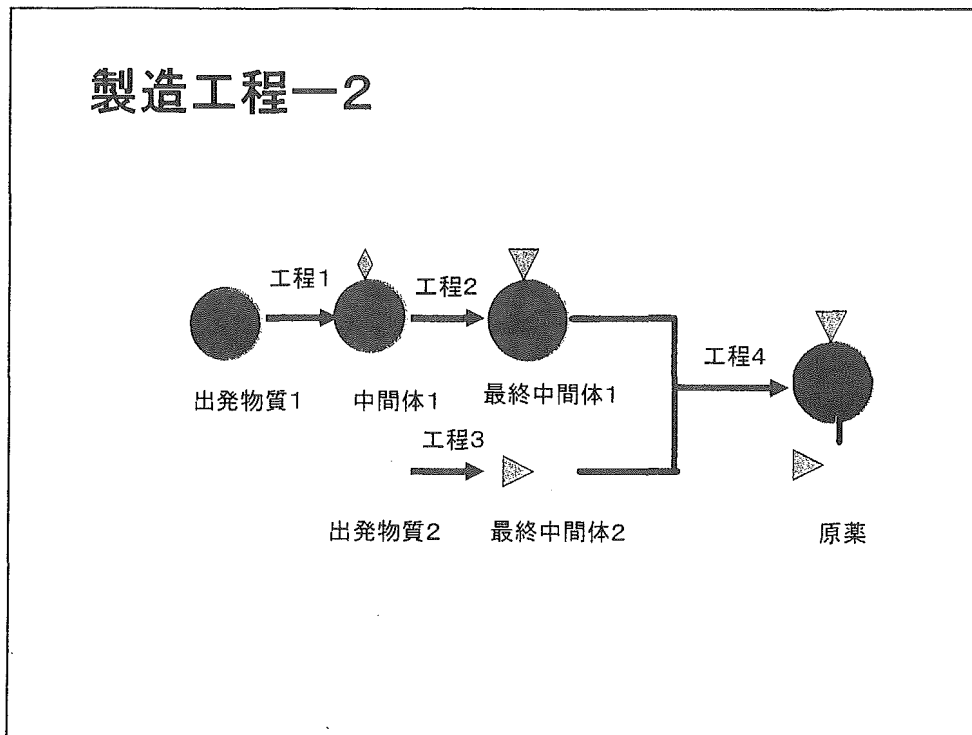 製造工程ー2
工程1
工程2
出発物質1
中間体1
最終中間体1
工程3
出発物質2
最終中間体2
工程4
原薬